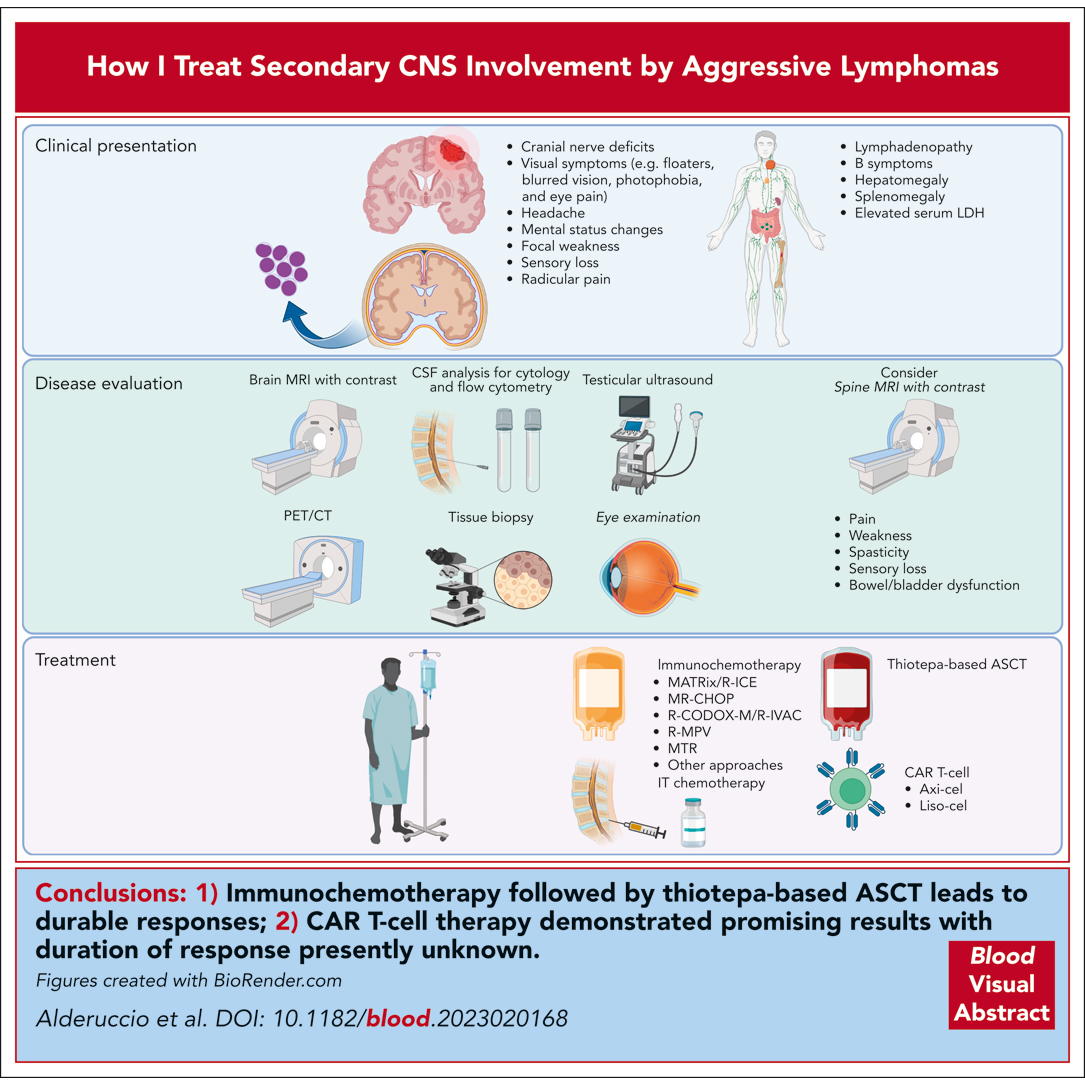 How I Treat Secondary CNS Involvement by Aggressive Lymphomas
Clinical presentation
• Cranial nerve deficits
• Visual symptoms (e.g. floaters,
blurred vision, photophobia,
and eye pain)
• Headache
• Mental status changes
• Focal weakness
• Sensory loss
• Radicular pain
• Lymphadenopathy
• B symptoms
• Hepatomegaly
• Splenomegaly
• Elevated serum LDH
Disease evaluation
Brain MRI with contrast
CSF analysis for cytology
and flow cytometry
Testicular ultrasound
Consider
Spine MRI with contrast
PET/CT
Tissue biopsy
Eye examination
• Pain
• Weakness
• Spasticity
• Sensory loss
• Bowel/bladder dysfunction
Treatment
Immunochemotherapy
• MATRix/R-ICE
• MR-CHOP
• R-CODOX-M/R-IVAC
• R-MPV
• MTR
• Other approaches
IT chemotherapy
Thiotepa-based ASCT
CAR T-cell
• Axi-cel
• Liso-cel
Conclusions: 1) Immunochemotherapy followed by thiotepa-based ASCT leads to
durable responses; 2) CAR T-cell therapy demonstrated promising results with
duration of response presently unknown.
Figures created with BioRender.com
Alderuccio et al. DOI: 10.1182/blood.2023020168
Blood
Visual
Abstract